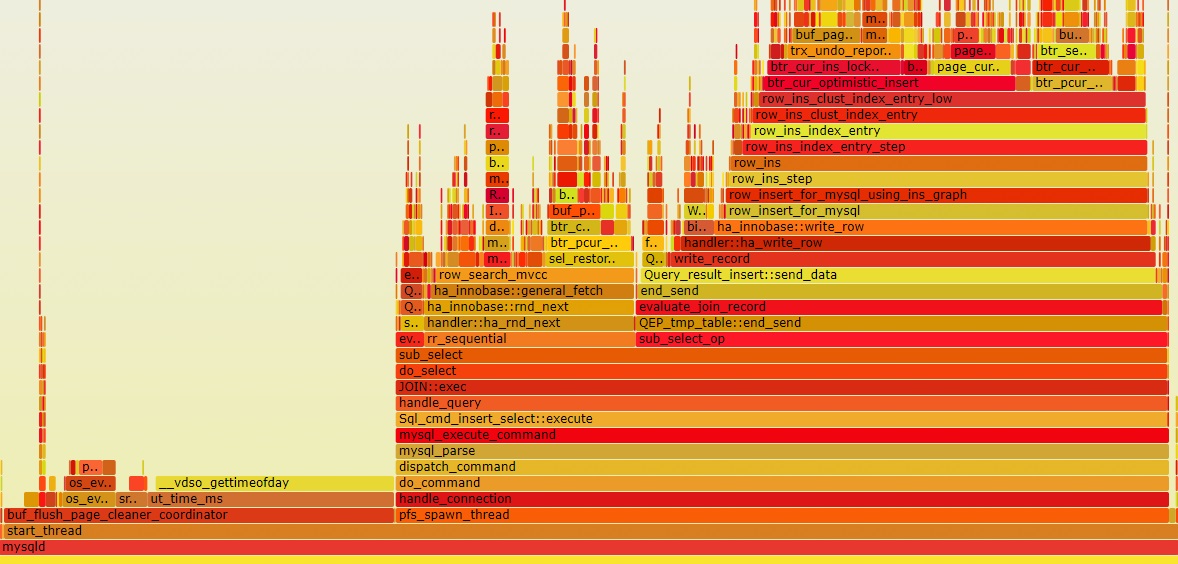 m..
buf_pag.. m.. p.. bu..
trx_undo_repor.. page.. btr_se..
btr_cur_ins_lock.. b.. page_cur.. btr_cur_..
btr_cur_optimistic_insert btr_pcur_..
row_ins_clust_index_entry_low
r.. row_ins_clust_index_entry
r.. row_ins_index_entry
p.. row_ins_index_entry_step
b.. row_ins
m.. row_ins_step
R.. b.. row_insert_for_mysql_using_ins_graph
I.. buf_p.. W.. row_insert_for_mysql
d.. btr_c.. bi.. ha_innobase::write_row
m.. btr_pcur_.. f.. handler::ha_write_row
m.. sel_restor.. Q.. write_record
e.. row_search_mvcc Query_result_insert::send_data
Q.. ha_innobase::general_fetch end_send
Q.. ha_innobase::rnd_next evaluate_join_record
s.. handler::ha_rnd_next QEP_tmp_table::end_send
ev.. rr_sequential sub_select_op
sub_select
do_select
JOIN::exec
handle_query
Sql_cmd_insert_select::execute
mysql_execute_command
mysql_parse
p.. dispatch_command
os_ev.. __vdso_gettimeofday do_command
os_ev.. sr.. ut_time_ms handle_connection
buf_flush_page_cleaner_coordinator pfs_spawn_thread
start_thread
mysqld